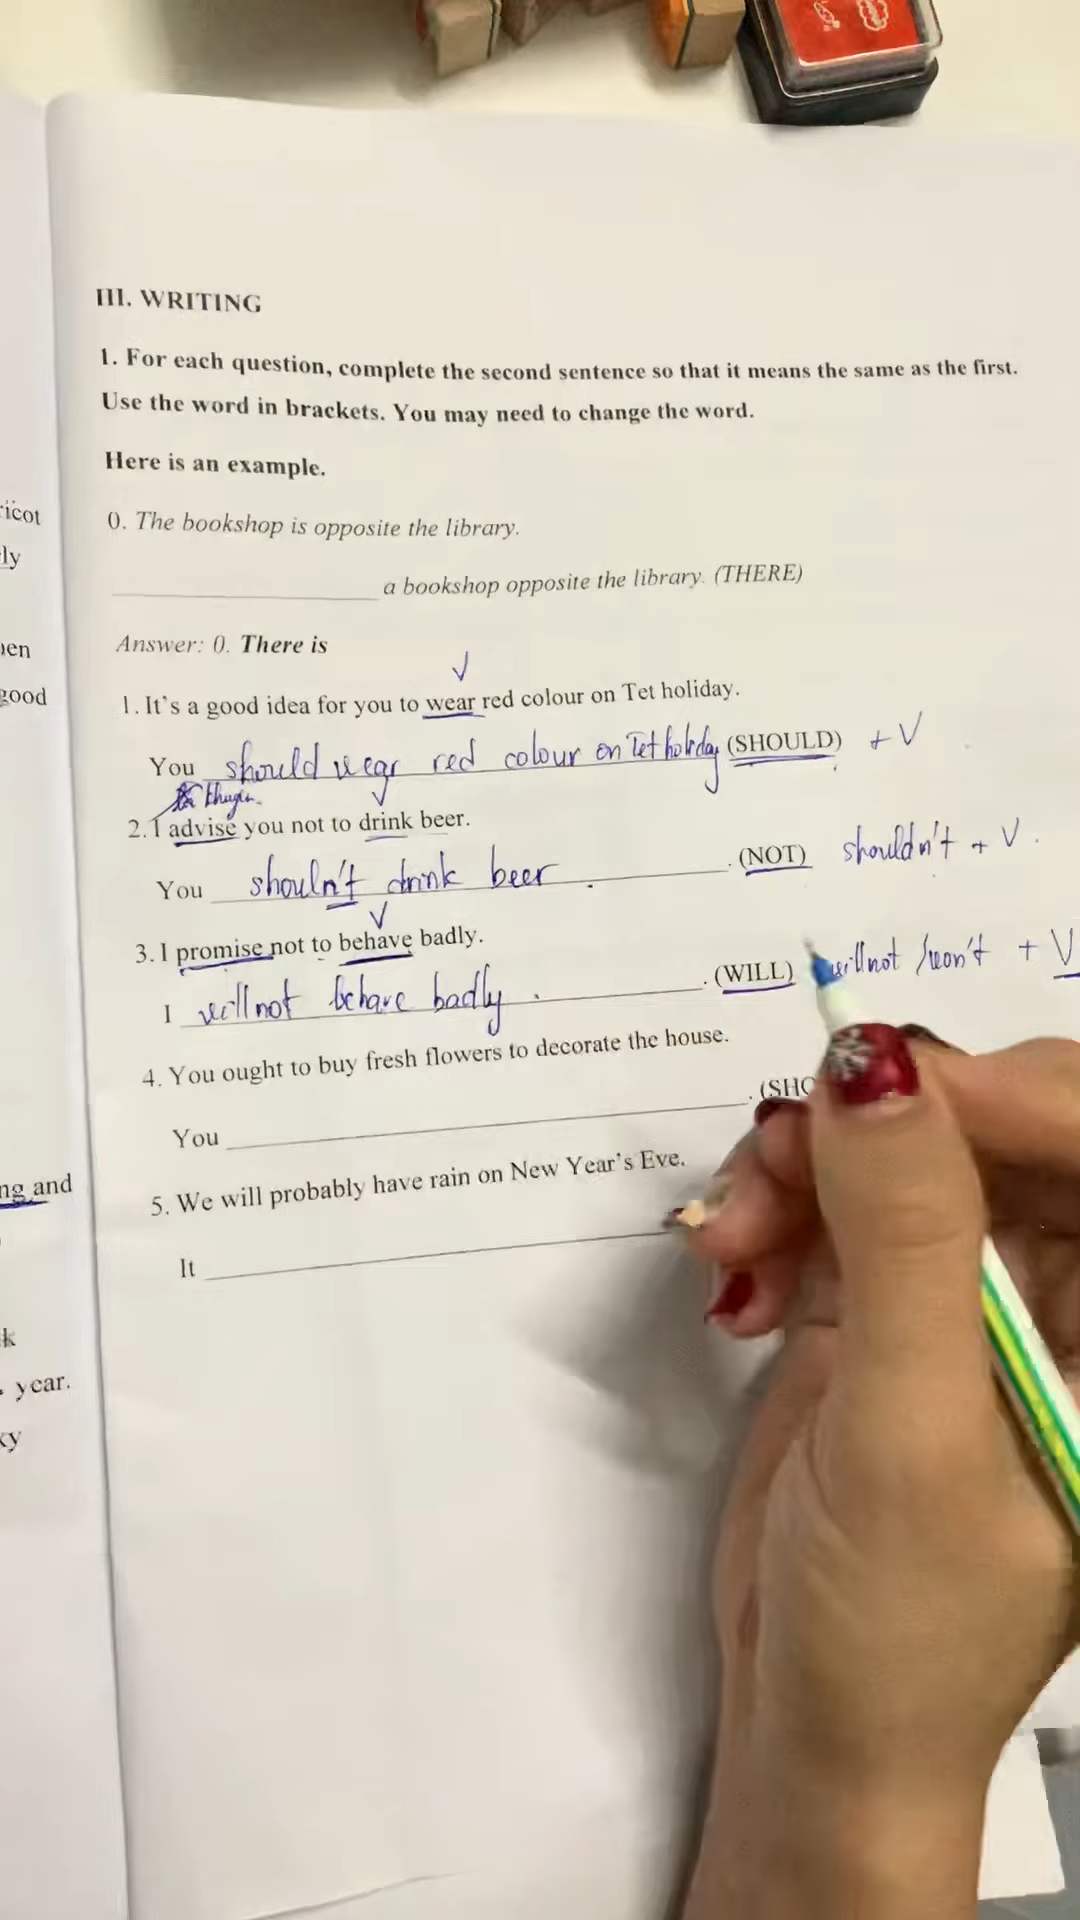 III. WRITING
1. For each question, complete the second sentence so that it means the same as the first.
Use the word in brackets. You may need to change the word.
Here is an example.
0. The bookshop is opposite the library.
a bookshop opposite the library. (THERE)
Answer: 0. There is
1. It's a good idea for you to wear red colour on Tet holiday.
You should wear red colour on Tet holiday (SHOULD) + V
khuyên.
2. I advise you not to drink beer.
You shouln't drink beer . . (NOT) shouldn't + V .
3. I promise not to behave badly.
I will not behave badly . . (WILL) will not / won't + V
4. You ought to buy fresh flowers to decorate the house.
You . (SHO
5. We will probably have rain on New Year's Eve.
It
ricot
ly
en
good
ng and
k
year.
ky